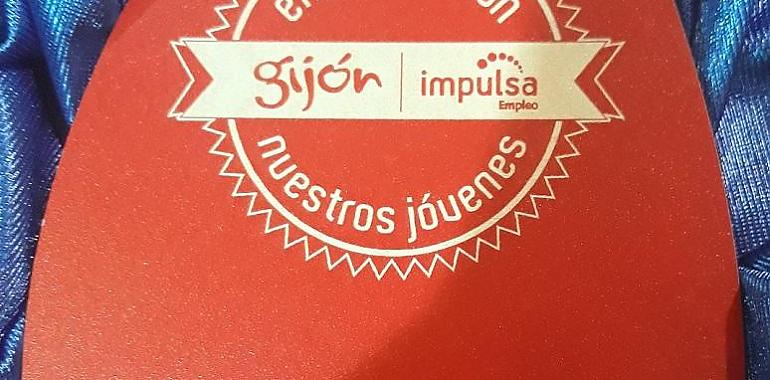 gijón impulsa
Empleo
nuestros jóvenes